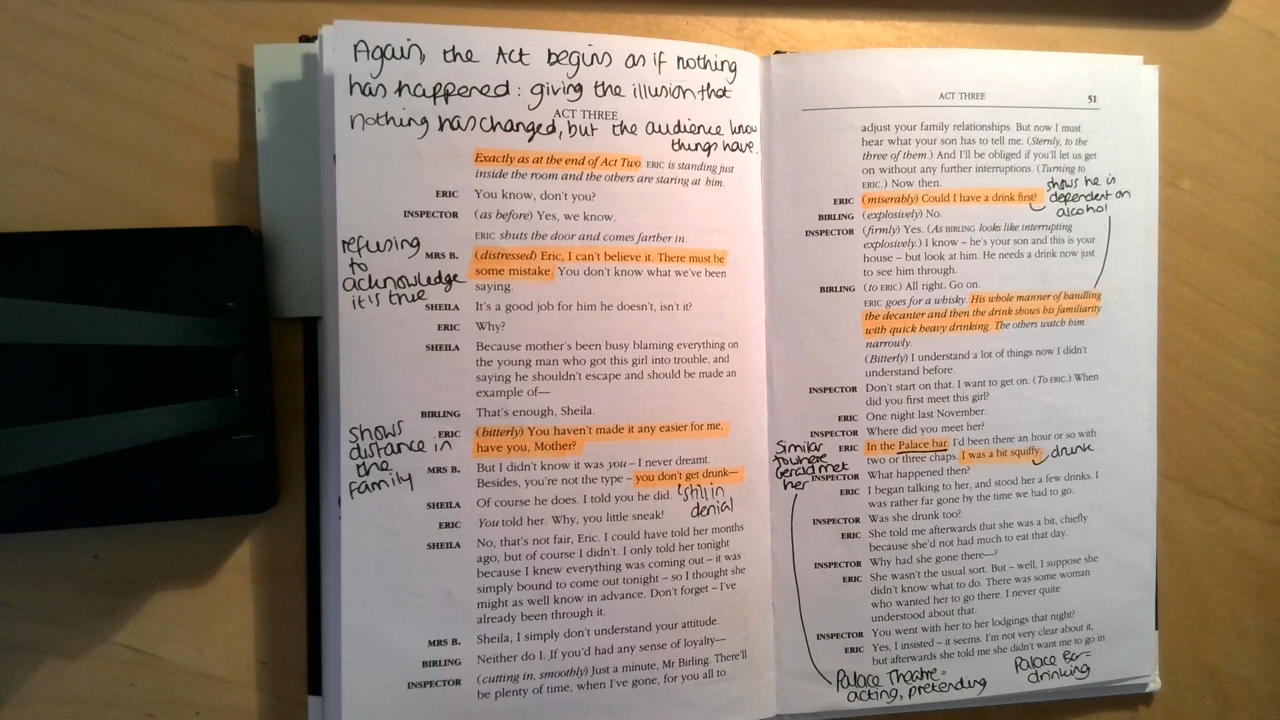 Again, the Act begins as if nothing
has happened: giving the illusion that
ACT THREE
nothing has changed, but the audience know
things have.
Exactly as at the end of Act Two. ERIC is standing just
inside the room and the others are staring at him.
ERIC You know, don't you?
INSPECTOR (as before) Yes, we know.
ERIC shuts the door and comes farther in.
refusing
to
acknowledge
it's true
MRS B. (distressed) Eric, I can't believe it. There must be
some mistake. You don't know what we've been
saying.
SHEILA It's a good job for him he doesn't, isn't it?
ERIC Why?
SHEILA Because mother's been busy blaming everything on
the young man who got this girl into trouble, and
saying he shouldn't escape and should be made an
example of—
BIRLING That's enough, Sheila.
shows
distance in
the
family
ERIC (bitterly) You haven't made it any easier for me,
have you, Mother?
MRS B. But I didn't know it was you – I never dreamt.
Besides, you're not the type – you don't get drunk—
SHEILA Of course he does. I told you he did.
still in
denial
ERIC You told her. Why, you little sneak!
SHEILA No, that's not fair, Eric. I could have told her months
ago, but of course I didn't. I only told her tonight
because I knew everything was coming out – it was
simply bound to come out tonight – so I thought she
might as well know in advance. Don't forget – I've
already been through it.
MRS B. Sheila, I simply don't understand your attitude.
BIRLING Neither do I. If you'd had any sense of loyalty—
INSPECTOR (cutting in, smoothly) Just a minute, Mr Birling. There'll
be plenty of time, when I've gone, for you all to
ACT THREE 51
adjust your family relationships. But now I must
hear what your son has to tell me. (Sternly, to the
three of them.) And I'll be obliged if you'll let us get
on without any further interruptions. (Turning to
ERIC.) Now then.
ERIC (miserably) Could I have a drink first?
shows he is
dependent on
alcohol
BIRLING (explosively) No.
INSPECTOR (firmly) Yes. (As BIRLING looks like interrupting
explosively.) I know – he's your son and this is your
house – but look at him. He needs a drink now just
to see him through.
BIRLING (to ERIC) All right. Go on.
ERIC goes for a whisky. His whole manner of handling
the decanter and then the drink shows his familiarity
with quick heavy drinking. The others watch him
narrowly.
(Bitterly) I understand a lot of things now I didn't
understand before.
INSPECTOR Don't start on that. I want to get on. (To ERIC.) When
did you first meet this girl?
ERIC One night last November.
INSPECTOR Where did you meet her?
Similar
to where
Gerald met
her
ERIC In the Palace bar. I'd been there an hour or so with
two or three chaps. I was a bit squiffy.
drunk
INSPECTOR What happened then?
ERIC I began talking to her, and stood her a few drinks. I
was rather far gone by the time we had to go.
INSPECTOR Was she drunk too?
ERIC She told me afterwards that she was a bit, chiefly
because she'd not had much to eat that day.
INSPECTOR Why had she gone there—?
ERIC She wasn't the usual sort. But – well, I suppose she
didn't know what to do. There was some woman
who wanted her to go there. I never quite
understood about that.
INSPECTOR You went with her to her lodgings that night?
ERIC Yes, I insisted – it seems. I'm not very clear about it,
but afterwards she told me she didn't want me to go in
Palace Theatre =
acting, pretending
Palace Bar =
drinking